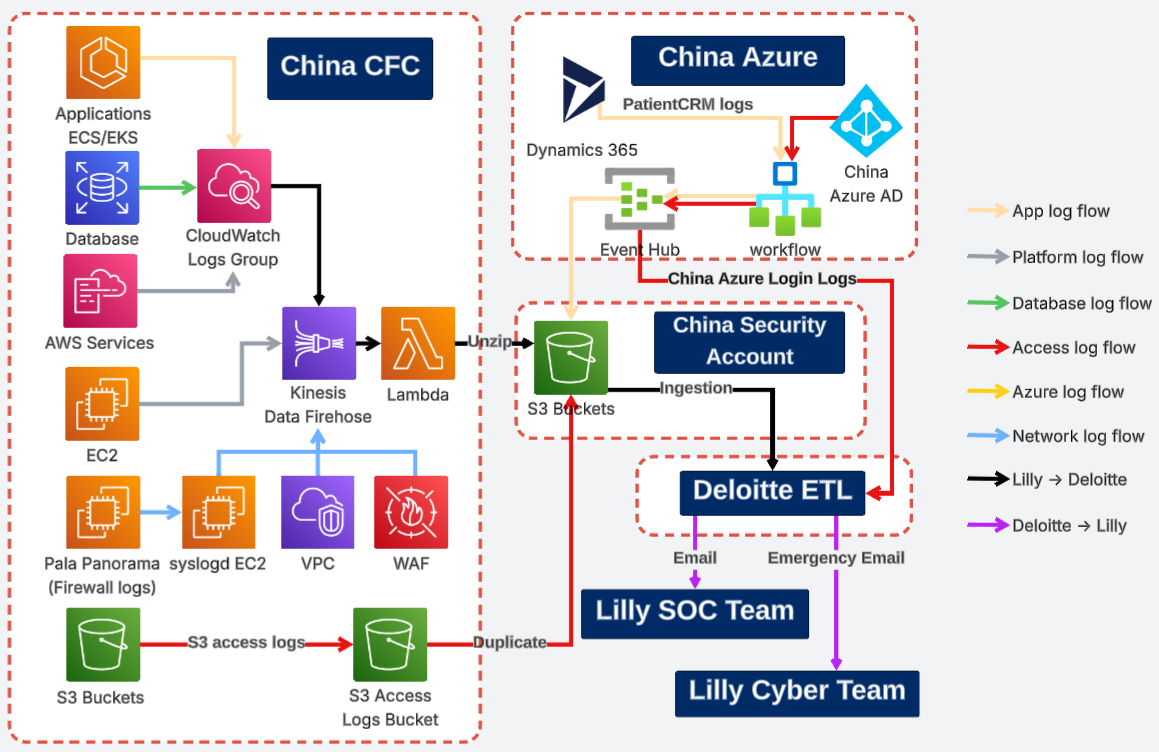 China CFC
Applications
ECS/EKS
Database
CloudWatch
Logs Group
AWS Services
Kinesis
Data Firehose
Lambda
EC2
Pala Panorama
(Firewall logs)
syslogd EC2
VPC
WAF
S3 Buckets
S3 access logs
S3 Access
Logs Bucket
Unzip
Duplicate
China Azure
PatientCRM logs
Dynamics 365
China
Azure AD
Event Hub
workflow
China Azure Login Logs
China Security
Account
S3 Buckets
Ingestion
Deloitte ETL
Email
Emergency Email
Lilly SOC Team
Lilly Cyber Team
App log flow
Platform log flow
Database log flow
Access log flow
Azure log flow
Network log flow
Lilly → Deloitte
Deloitte → Lilly